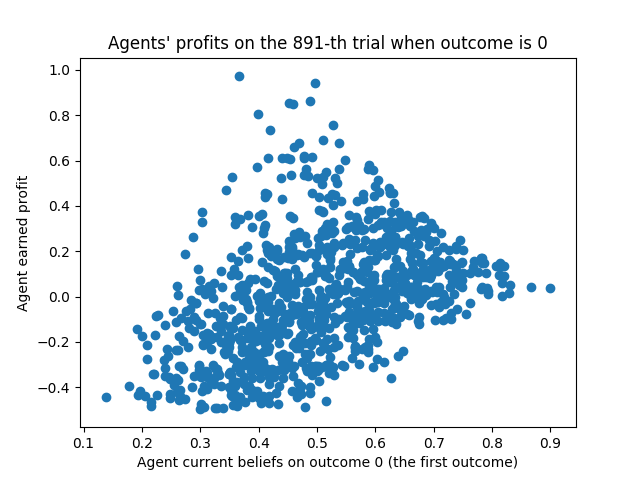 Agents' profits on the 891-th trial when outcome is 0
1.0
0.8
0.6
0.4
0.2
0.0
−0.2
−0.4
Agent earned profit
0.1 0.2 0.3 0.4 0.5 0.6 0.7 0.8 0.9
Agent current beliefs on outcome 0 (the first outcome)